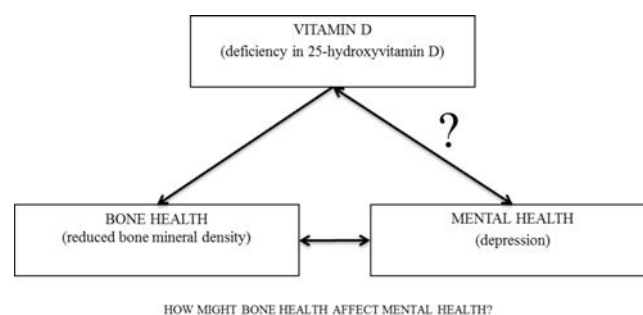 VITAMIN D
(deficiency in 25-hydroxyvitamin D)
?
BONE HEALTH
(reduced bone mineral density)
MENTAL HEALTH
(depression)
HOW MIGHT BONE HEALTH AFFECT MENTAL HEALTH?